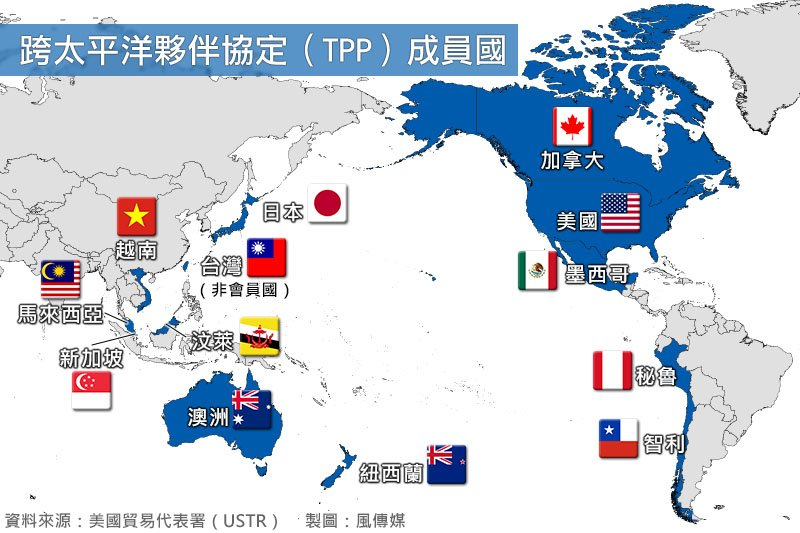 跨太平洋夥伴協定（TPP）成員國
加拿大
美國
日本
越南
台灣
（非會員國）
墨西哥
馬來西亞
汶萊
新加坡
秘魯
澳洲
智利
紐西蘭
資料來源：美國貿易代表署（USTR） 製圖：風傳媒